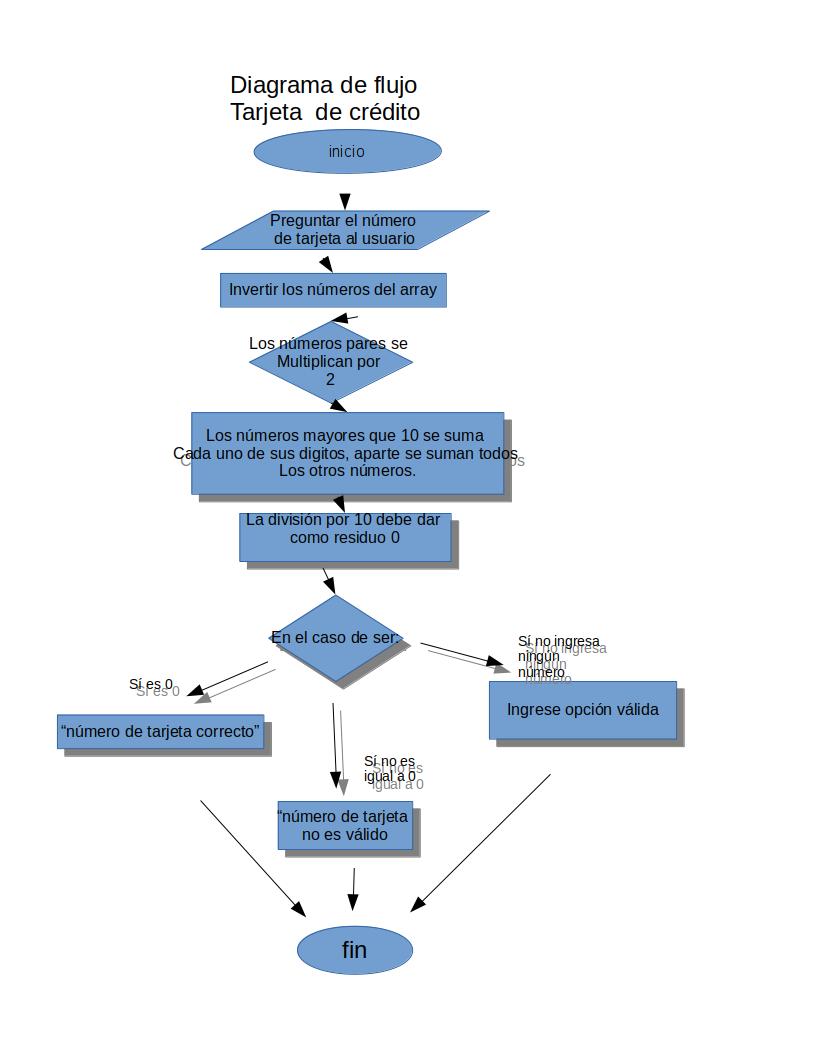 Diagrama de flujo
Tarjeta  de crédito
inicio
Preguntar el número
de tarjeta al usuario
Invertir los números del array
Los números pares se
Multiplican por
2
Los números mayores que 10 se suma
Cada uno de sus digitos, aparte se suman todos
Los otros números.
La división por 10 debe dar
como residuo 0
En el caso de ser:
Sí no ingresa
ningún
número
Sí es 0
Ingrese opción válida
“número de tarjeta correcto”
Sí no es
igual a 0
“número de tarjeta
no es válido
fin